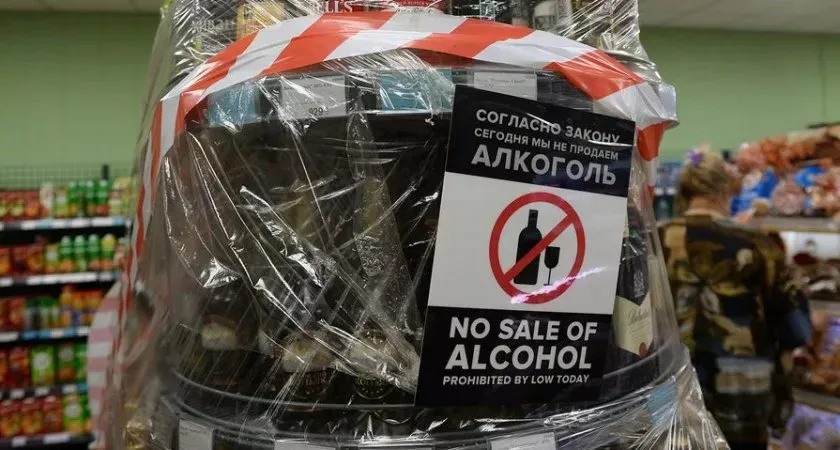 СОГЛАСНО ЗАКОНУ
СЕГОДНЯ МЫ НЕ ПРОДАЕМ
АЛКОГОЛЬ
NO SALE OF
ALCOHOL
PROHIBITED BY LOW TODAY